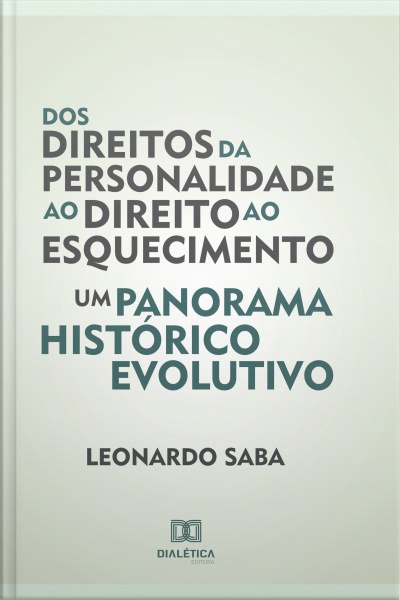 DOS
DIREITOS DA
PERSONALIDADE
AO DIREITO AO
ESQUECIMENTO
UM PANORAMA
HISTÓRICO
EVOLUTIVO
LEONARDO SABA
DIALÉTICA
EDITORA